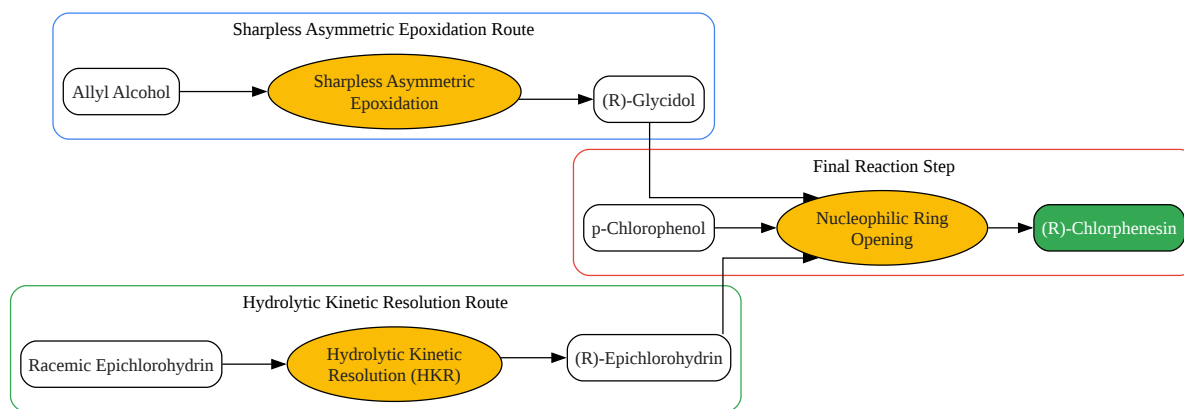 Sharpless Asymmetric Epoxidation Route
Allyl Alcohol
Sharpless Asymmetric
Epoxidation
(R)-Glycidol
Final Reaction Step
p-Chlorophenol
Nucleophilic Ring
Opening
(R)-Chlorphenesin
Hydrolytic Kinetic Resolution Route
Racemic Epichlorohydrin
Hydrolytic Kinetic
Resolution (HKR)
(R)-Epichlorohydrin